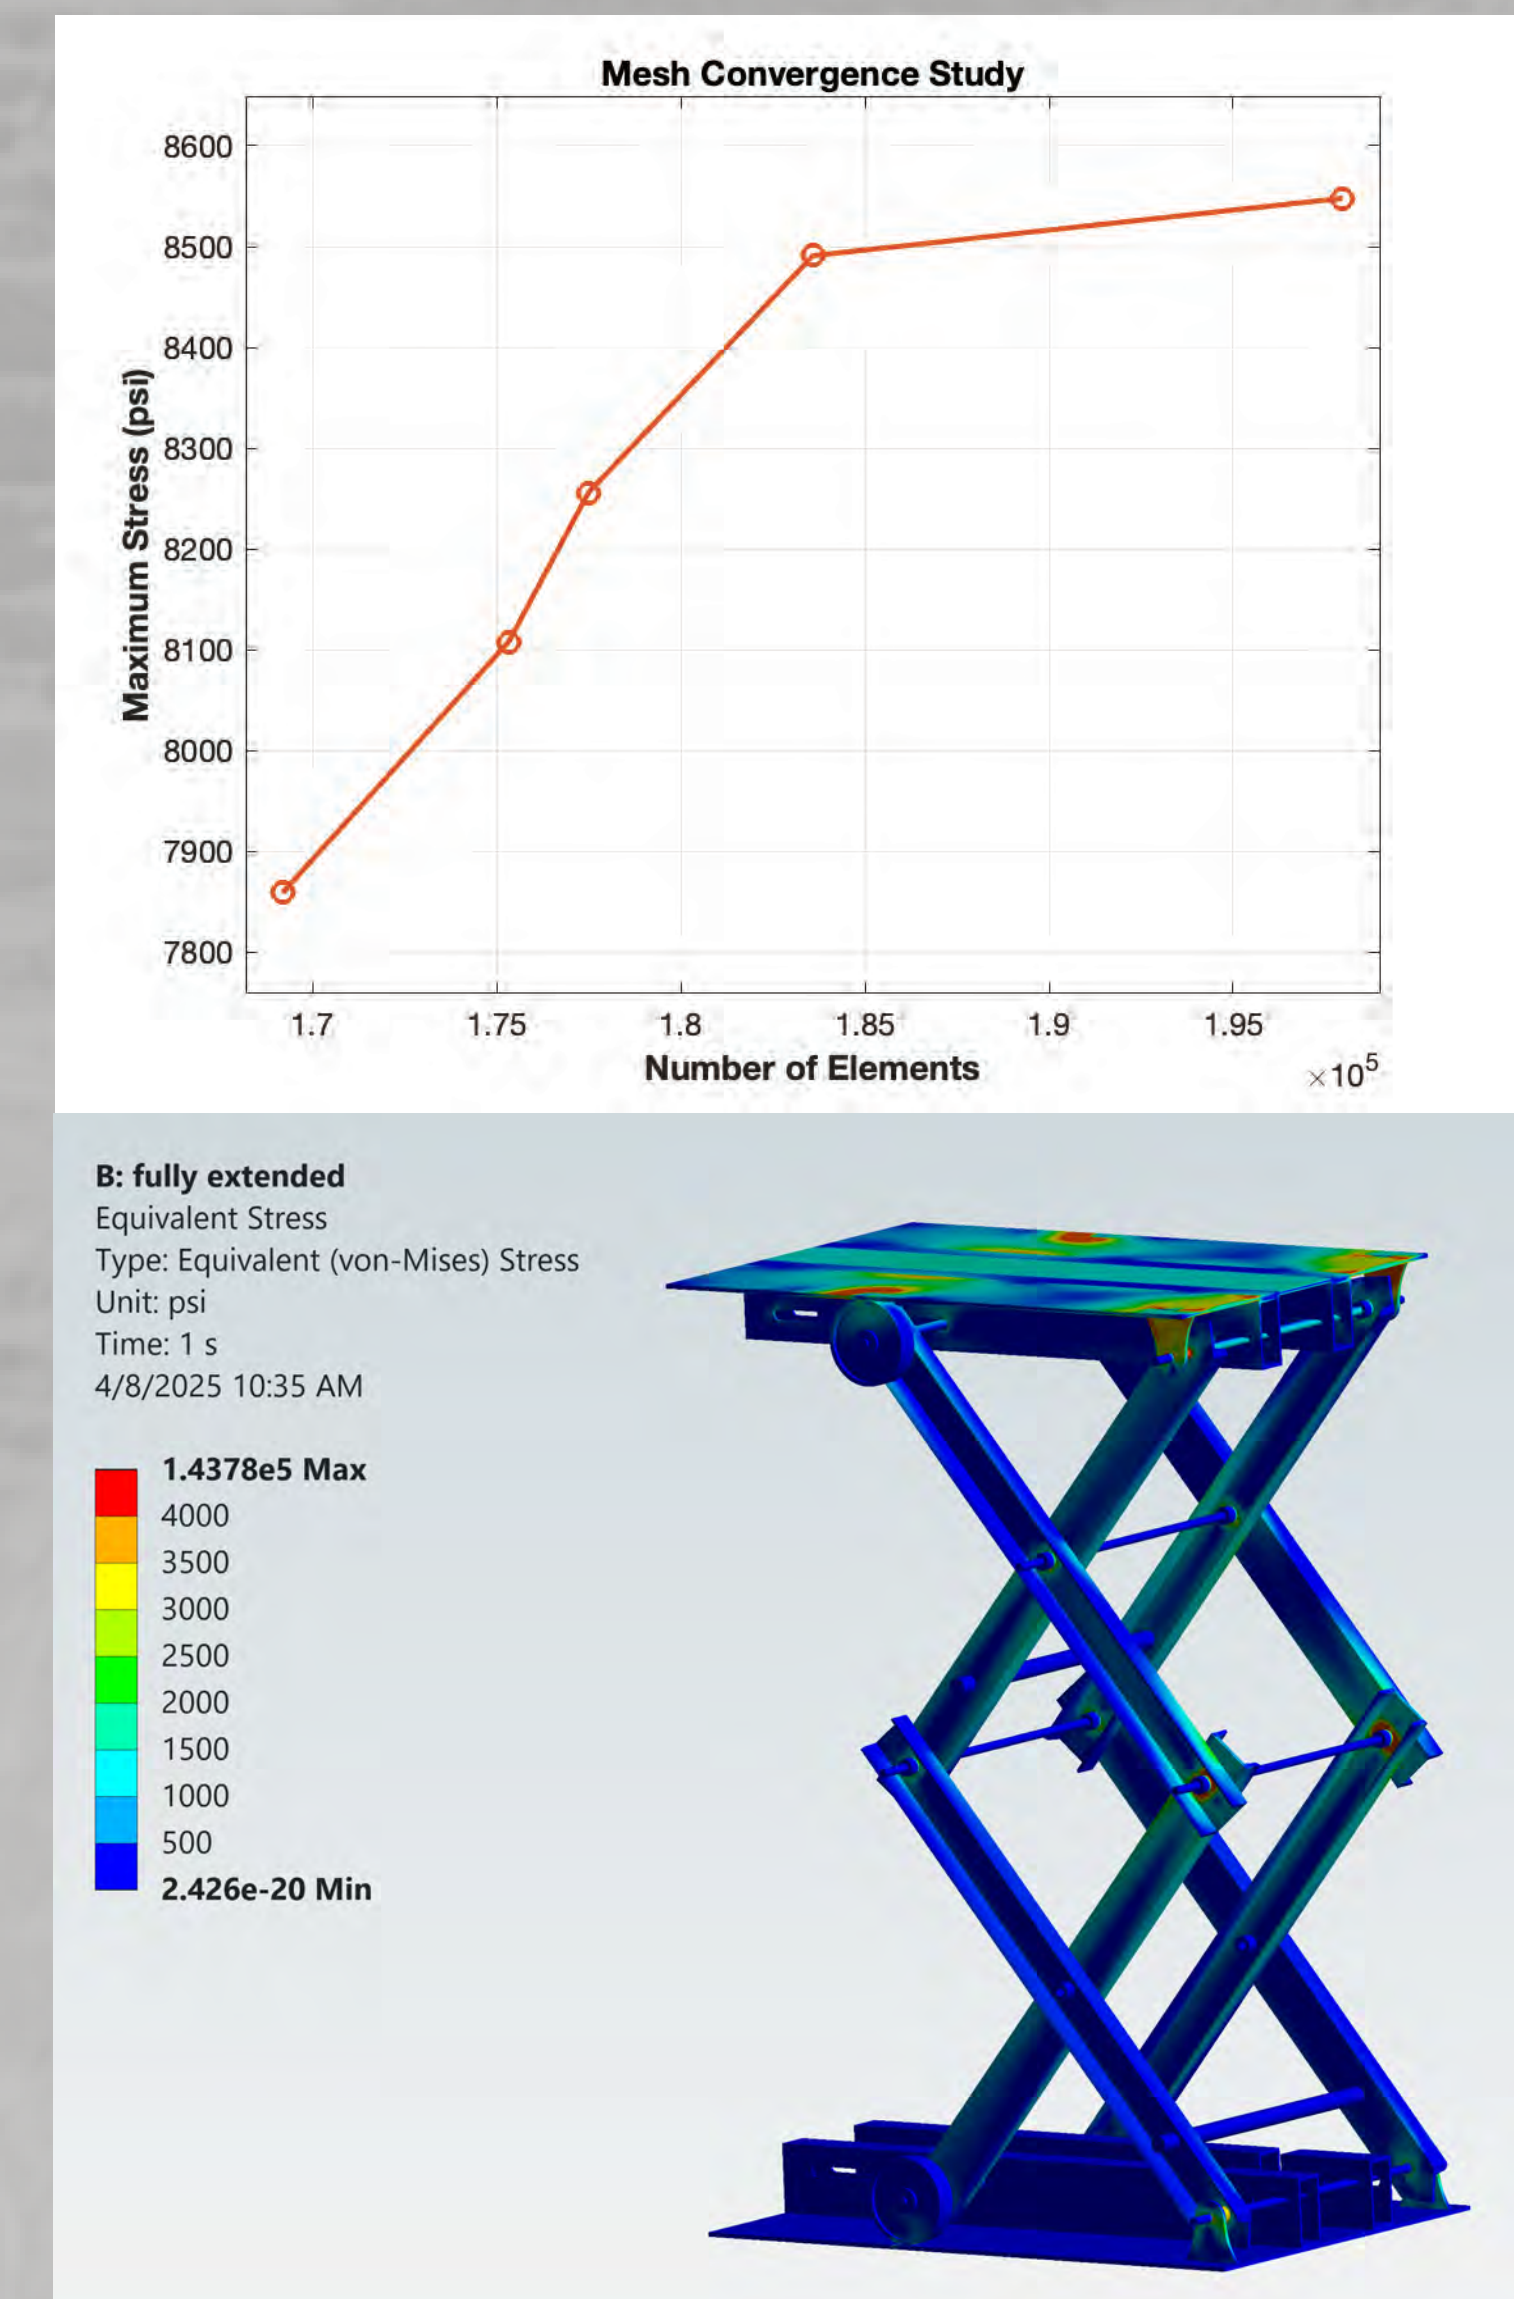 Mesh Convergence Study
8600
8500
8400
8300
8200
8100
8000
7900
7800
Maximum Stress (psi)
1.7 1.75 1.8 1.85 1.9 1.95
Number of Elements
×10⁵
B: fully extended
Equivalent Stress
Type: Equivalent (von-Mises) Stress
Unit: psi
Time: 1 s
4/8/2025 10:35 AM
1.4378e5 Max
4000
3500
3000
2500
2000
1500
1000
500
2.426e-20 Min